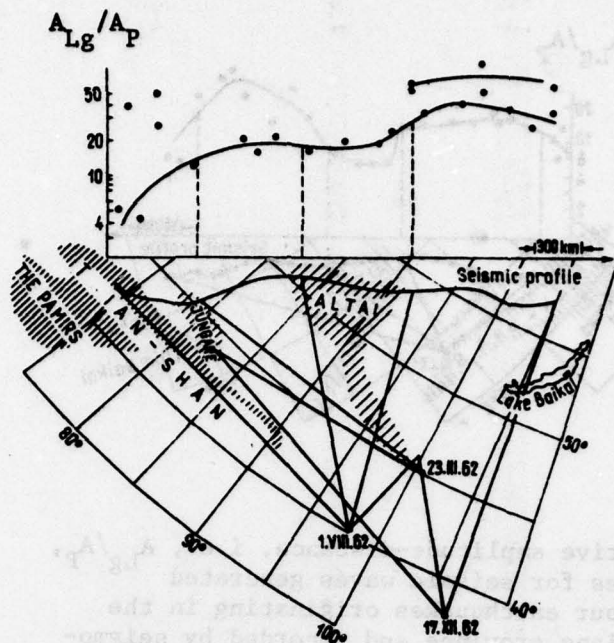 A_Lg/A_P
50
20
10
4
300 km
Seismic profile
THE PAMIRS
TIAN-SHAN
ALTAI
Lake Baikal
80°
90°
100°
50°
40°
23.III.62
1.VIII.62
17.XII.62